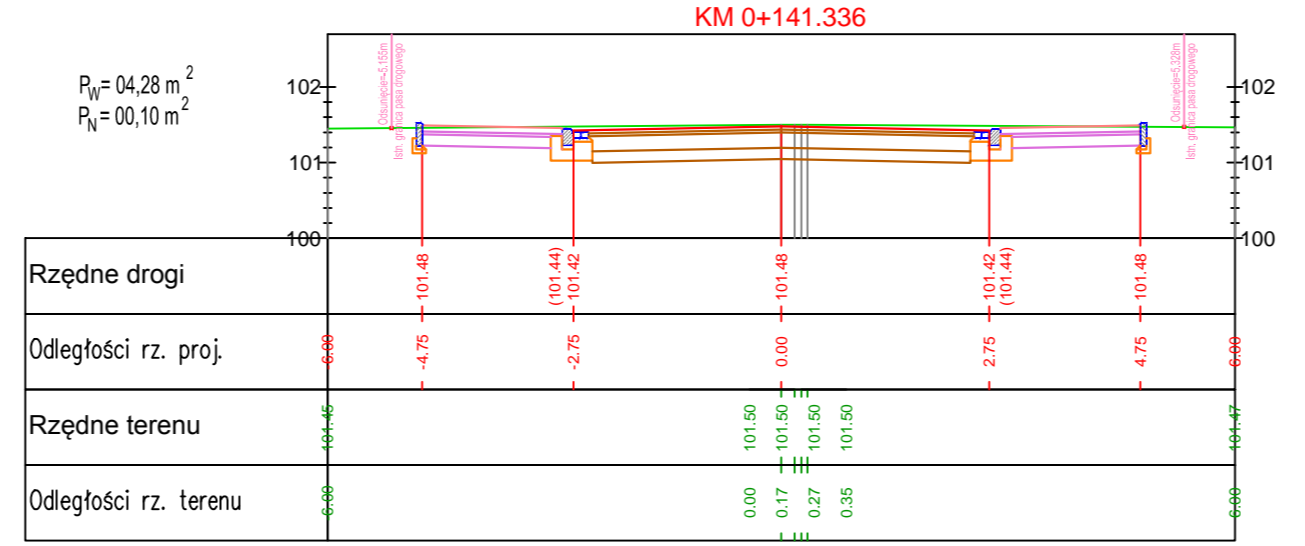 KM 0+141.336
P_W= 04,28 m²
P_N= 00,10 m²
Odsunięcie=-5,155m
Istn. granica pasa drogowego
Odsunięcie=5,328m
Istn. granica pasa drogowego
102 102
101 101
100 100
Rzędne drogi 101.48 (101.44) 101.42 101.48 101.42 (101.44) 101.48
Odległości rz. proj. -6.00 -4.75 -2.75 0.00 2.75 4.75 6.00
Rzędne terenu 101.45 101.50 101.50 101.50 101.50 101.47
Odległości rz. terenu -6.00 0.00 0.17 0.27 0.35 6.00